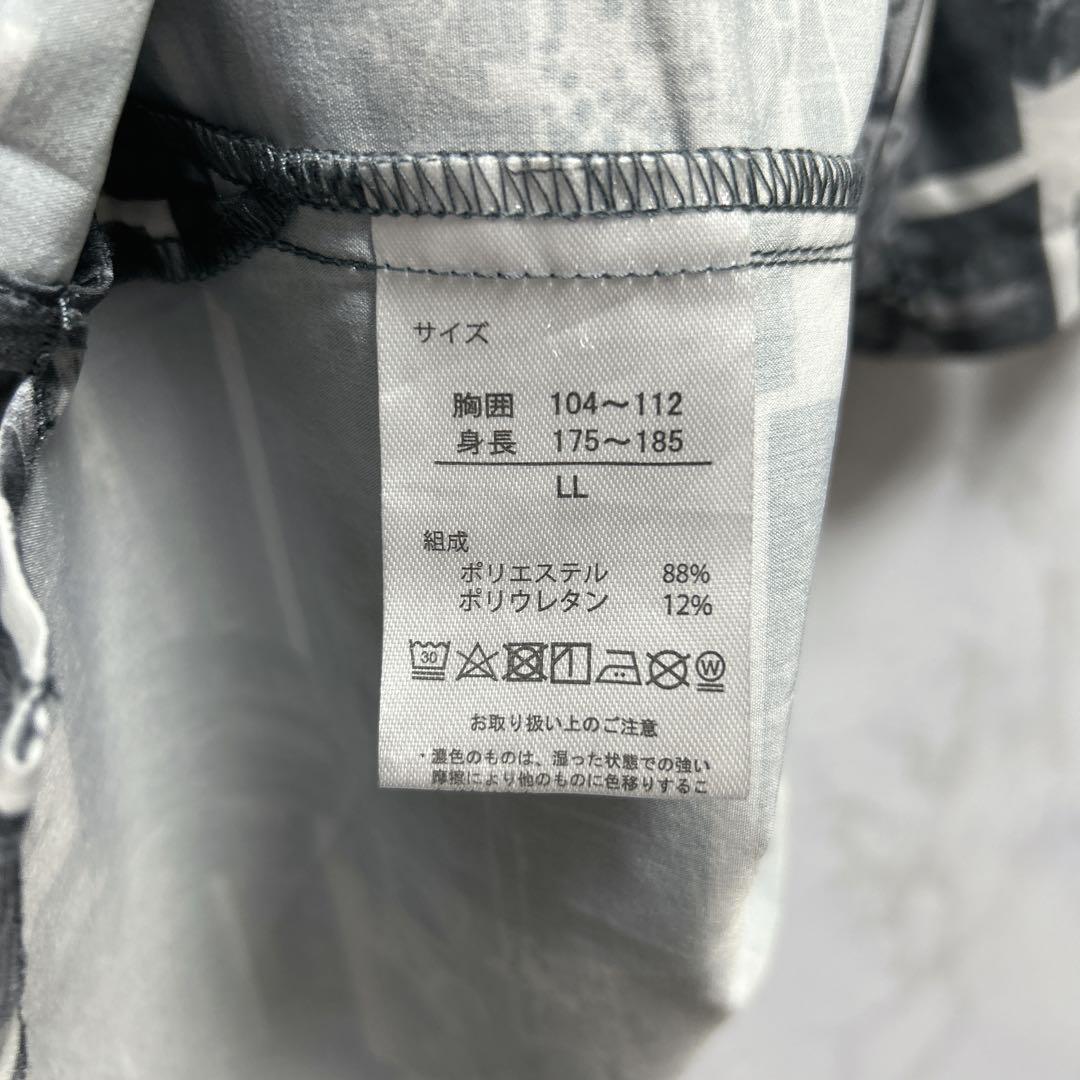 サイズ
胸囲 104～112
身長 175～185
LL
組成
ポリエステル 88%
ポリウレタン 12%
30 W
お取り扱い上のご注意
・濃色のものは、湿った状態での強い
摩擦により他のものに色移りするこ